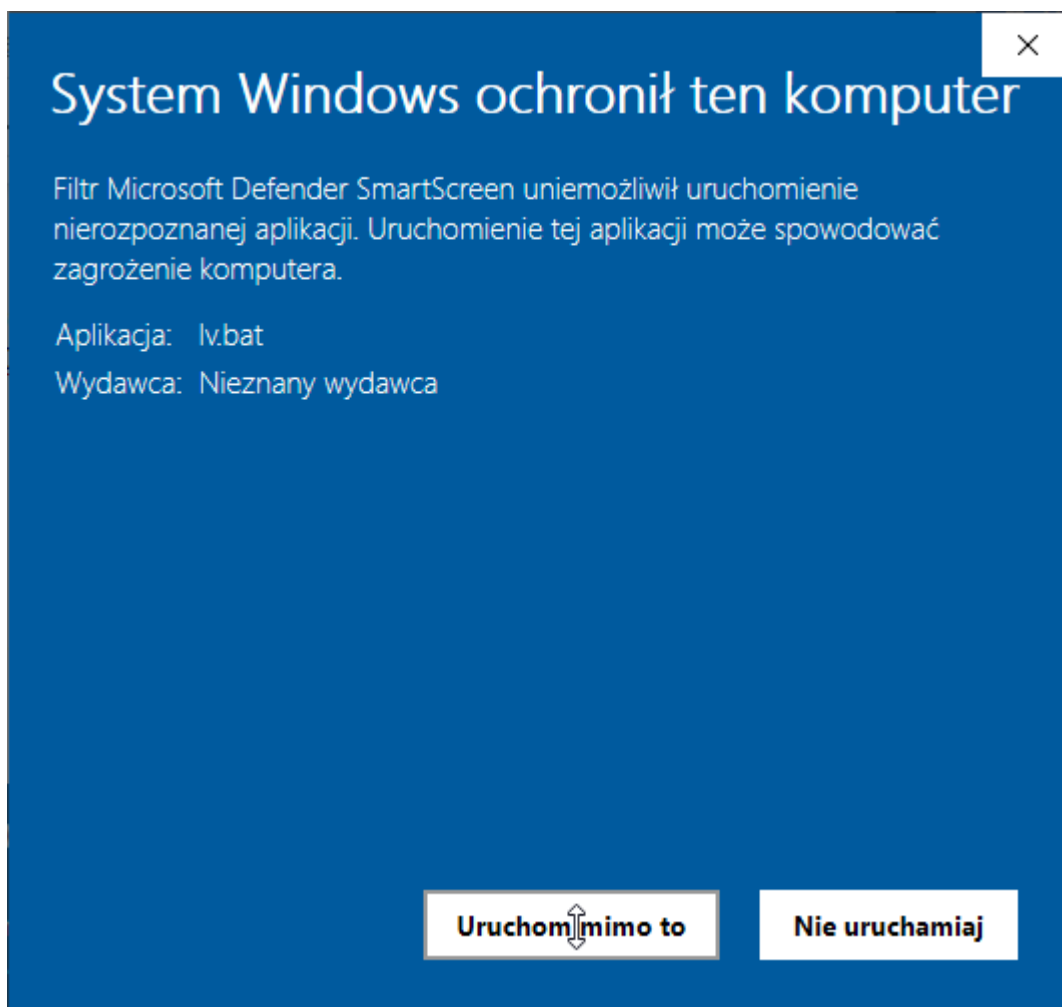 System Windows ochronił ten komputer
Filtr Microsoft Defender SmartScreen uniemożliwił uruchomienie
nierozpoznanej aplikacji. Uruchomienie tej aplikacji może spowodować
zagrożenie komputera.
Aplikacja: lv.bat
Wydawca: Nieznany wydawca
Uruchom mimo to
Nie uruchamiaj